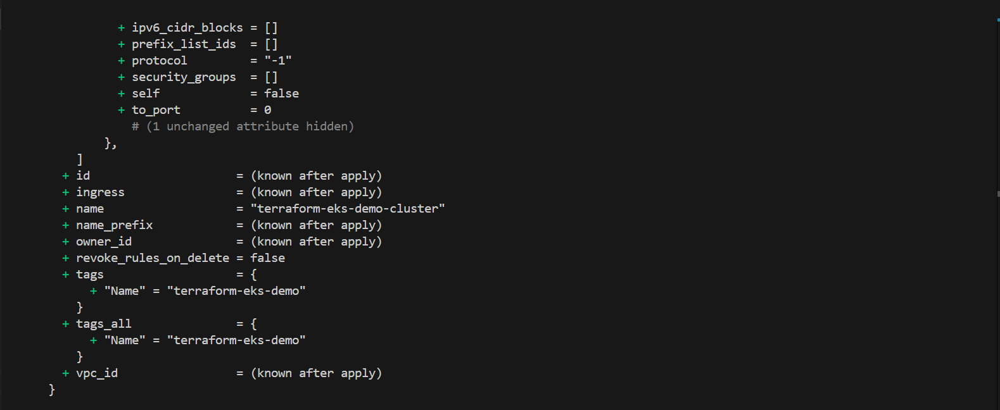 + ipv6_cidr_blocks = []
+ prefix_list_ids  = []
+ protocol         = "-1"
+ security_groups  = []
+ self             = false
+ to_port          = 0
# (1 unchanged attribute hidden)
},
]
+ id                     = (known after apply)
+ ingress                = (known after apply)
+ name                   = "terraform-eks-demo-cluster"
+ name_prefix            = (known after apply)
+ owner_id               = (known after apply)
+ revoke_rules_on_delete = false
+ tags                   = {
+ "Name" = "terraform-eks-demo"
}
+ tags_all               = {
+ "Name" = "terraform-eks-demo"
}
+ vpc_id                 = (known after apply)
}